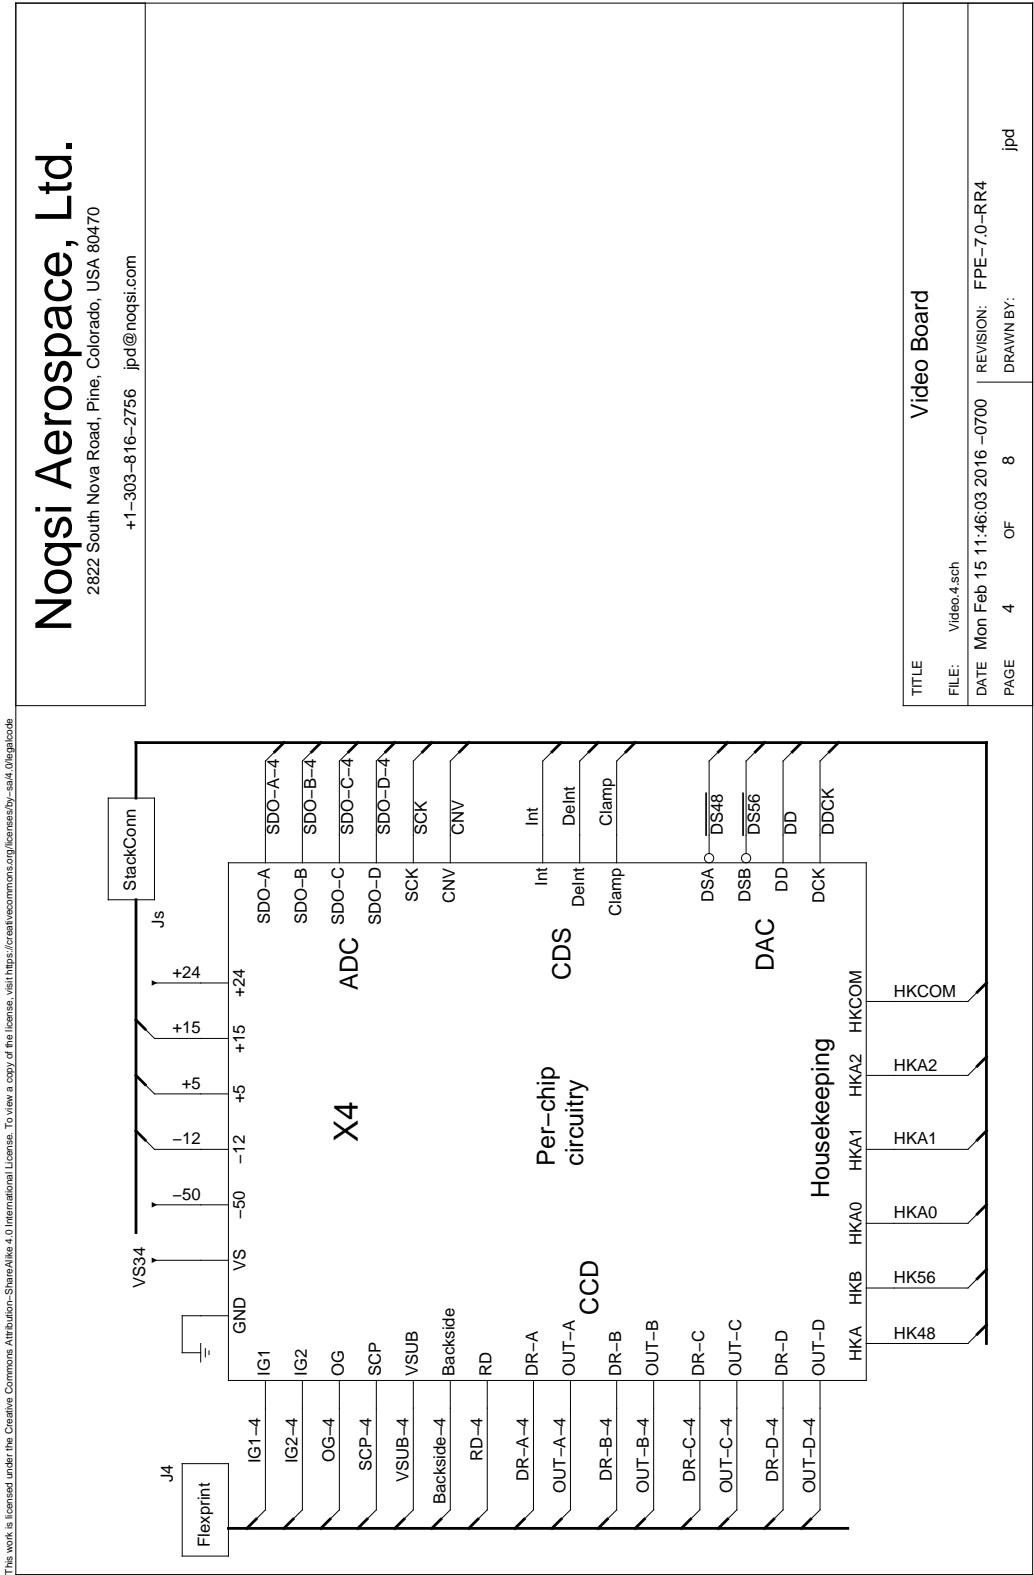 This work is licensed under the Creative Commons Attribution−ShareAlike 4.0 International License. To view a copy of the license, visit https://creativecommons.org/licenses/by−sa/4.0/legalcode
Noqsi Aerospace, Ltd.
2822 South Nova Road, Pine, Colorado, USA 80470
+1−303−816−2756 jpd@noqsi.com
J4
Flexprint
IG1−4
IG2−4
OG−4
SCP−4
VSUB−4
Backside−4
RD−4
DR−A−4
OUT−A−4
DR−B−4
OUT−B−4
DR−C−4
OUT−C−4
DR−D−4
OUT−D−4
IG1
IG2
OG
SCP
VSUB
Backside
RD
DR−A
OUT−A
DR−B
OUT−B
DR−C
OUT−C
DR−D
OUT−D
CCD
VS34
−50
−12
+5
+15
+24
GND
VS
−50
−12
+5
+15
+24
X4
Per−chip
circuitry
StackConn
Js
ADC
SDO−A
SDO−B
SDO−C
SDO−D
SCK
CNV
SDO−A−4
SDO−B−4
SDO−C−4
SDO−D−4
SCK
CNV
CDS
Int
DeInt
Clamp
Int
DeInt
Clamp
DAC
DSA
DSB
DD
DCK
DS48
DS56
DD
DDCK
Housekeeping
HKA
HKB
HKA0
HKA1
HKA2
HKCOM
HK48
HK56
HKA0
HKA1
HKA2
HKCOM
TITLE
Video Board
FILE: Video.4.sch
REVISION: FPE−7.0−RR4
DATE Mon Feb 15 11:46:03 2016 −0700
PAGE 4 OF 8
DRAWN BY: jpd